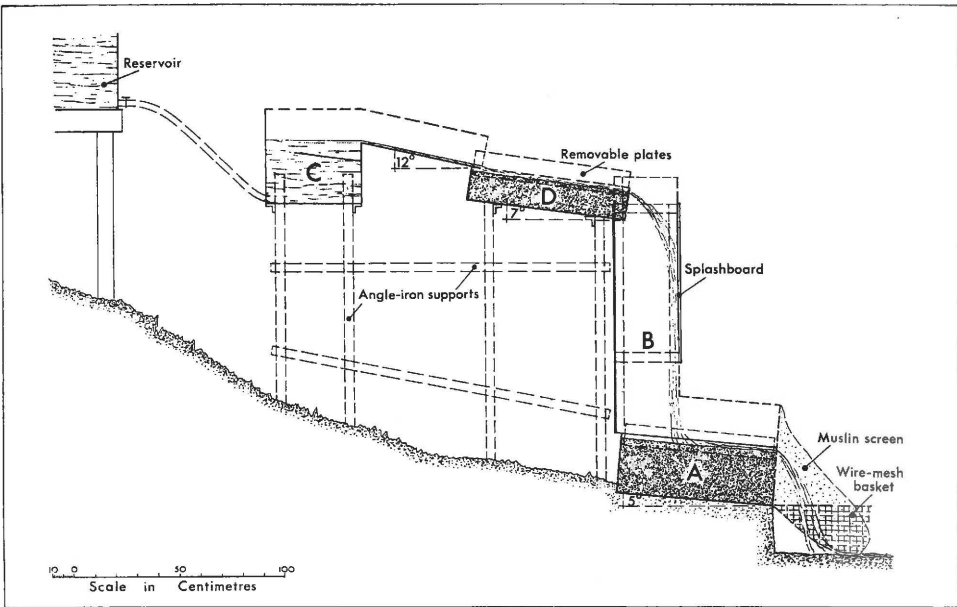 Reservoir
C
12°
Removable plates
D
7°
Splashboard
Angle-iron supports
B
Muslin screen
Wire-mesh
basket
A
5°
10 0 50 100
Scale in Centimetres